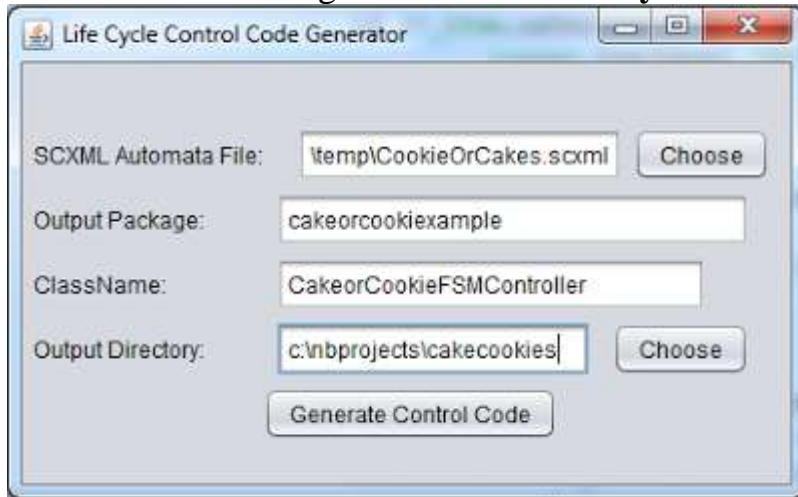 Life Cycle Control Code Generator
SCXML Automata File: \temp\CookieOrCakes.scxml Choose
Output Package: cakeorcookiexample
ClassName: CakeorCookieFSMController
Output Directory: c:\nbprojects\cakecookies Choose
Generate Control Code